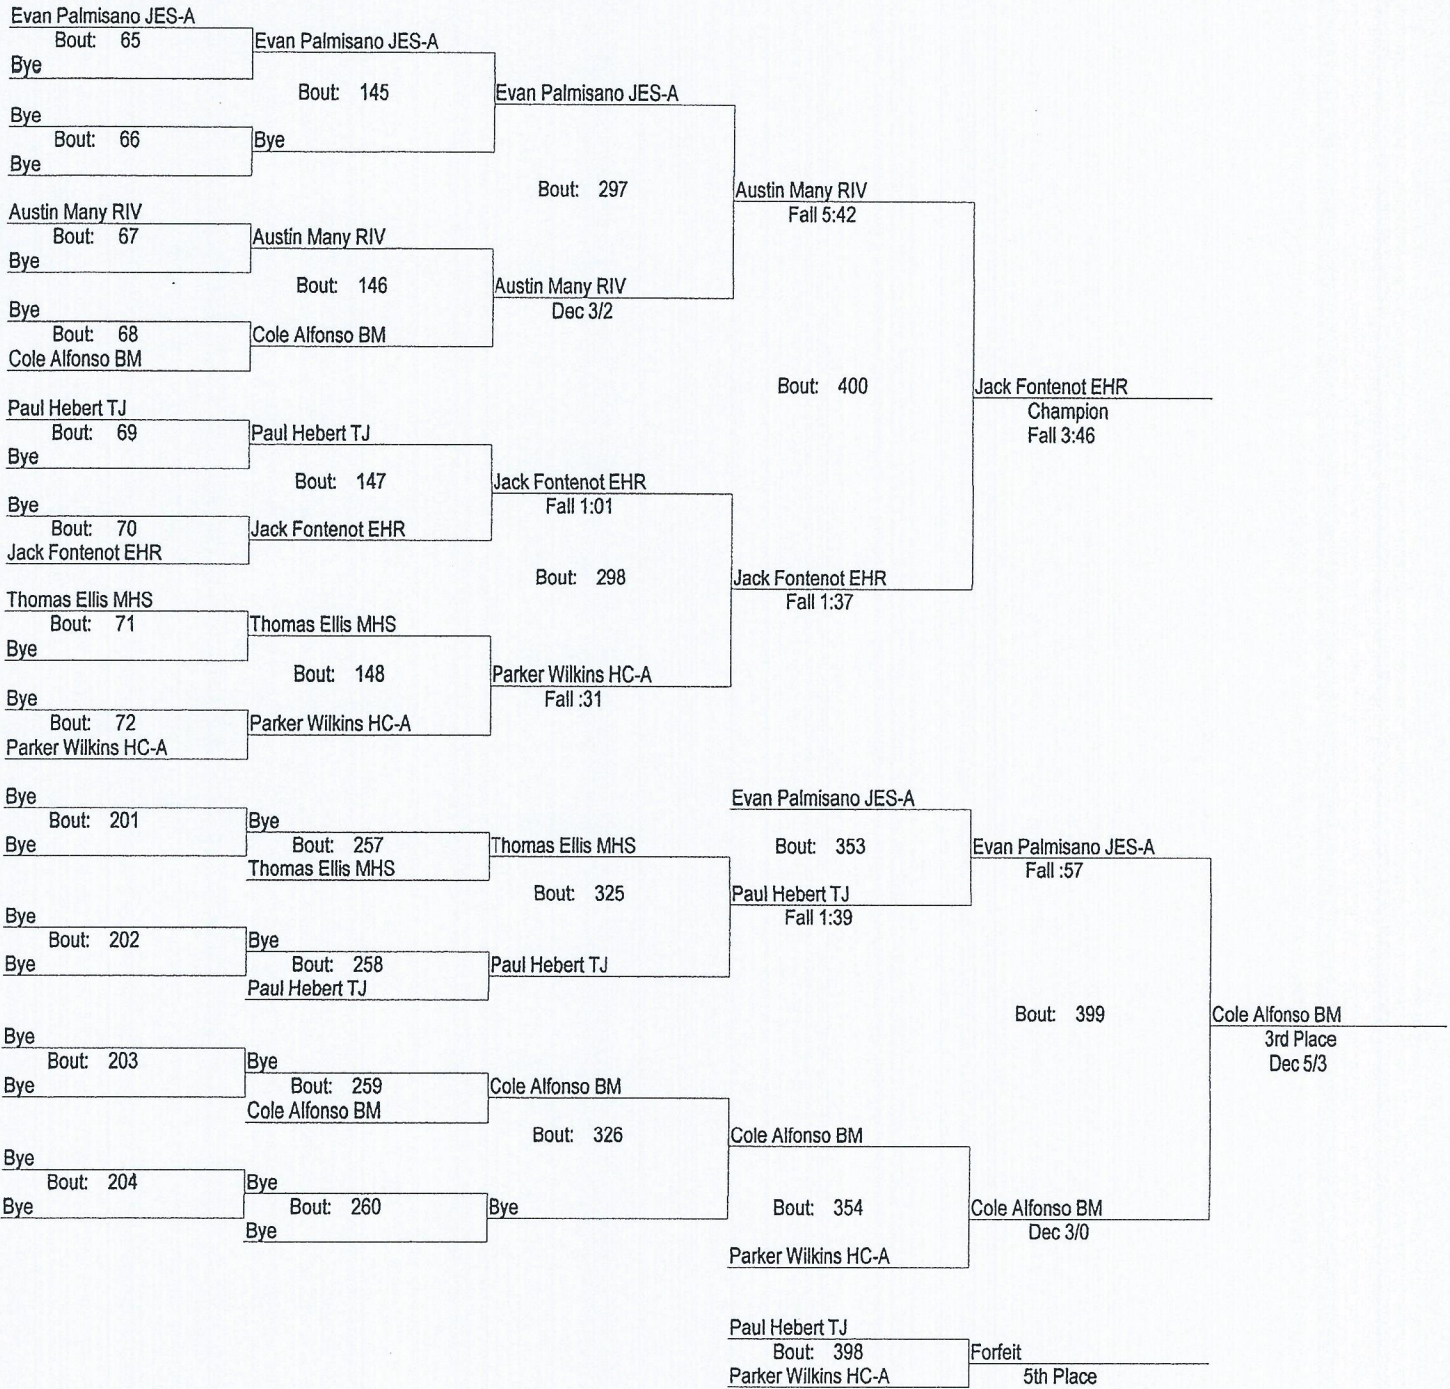 Evan Palmisano JES-A
Bout: 65
Bye
Evan Palmisano JES-A
Bout: 145
Bye
Bout: 66
Bye
Bye
Evan Palmisano JES-A
Bout: 297
Austin Many RIV
Bout: 67
Bye
Austin Many RIV
Bout: 146
Bye
Bout: 68
Cole Alfonso BM
Cole Alfonso BM
Austin Many RIV
Dec 3/2
Austin Many RIV
Fall 5:42
Bout: 400
Paul Hebert TJ
Bout: 69
Bye
Paul Hebert TJ
Bout: 147
Bye
Bout: 70
Jack Fontenot EHR
Jack Fontenot EHR
Jack Fontenot EHR
Fall 1:01
Bout: 298
Thomas Ellis MHS
Bout: 71
Bye
Thomas Ellis MHS
Bout: 148
Bye
Bout: 72
Parker Wilkins HC-A
Parker Wilkins HC-A
Parker Wilkins HC-A
Fall :31
Jack Fontenot EHR
Fall 1:37
Jack Fontenot EHR
Champion
Fall 3:46
Bye
Bout: 201
Bye
Bye
Bout: 257
Thomas Ellis MHS
Thomas Ellis MHS
Bout: 325
Bye
Bout: 202
Bye
Bye
Bout: 258
Paul Hebert TJ
Paul Hebert TJ
Evan Palmisano JES-A
Bout: 353
Paul Hebert TJ
Fall 1:39
Evan Palmisano JES-A
Fall :57
Bout: 399
Bye
Bout: 203
Bye
Bye
Bout: 259
Cole Alfonso BM
Cole Alfonso BM
Bout: 326
Bye
Bout: 204
Bye
Bye
Bout: 260
Bye
Bye
Cole Alfonso BM
Bout: 354
Parker Wilkins HC-A
Cole Alfonso BM
Dec 3/0
Cole Alfonso BM
3rd Place
Dec 5/3
Paul Hebert TJ
Bout: 398
Parker Wilkins HC-A
Forfeit
5th Place